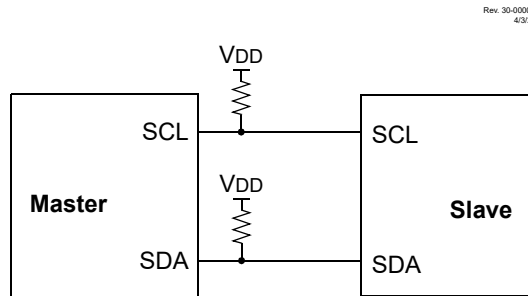 Rev. 30-0000
4/3/
VDD
SCL
SCL
VDD
Master
Slave
SDA
SDA